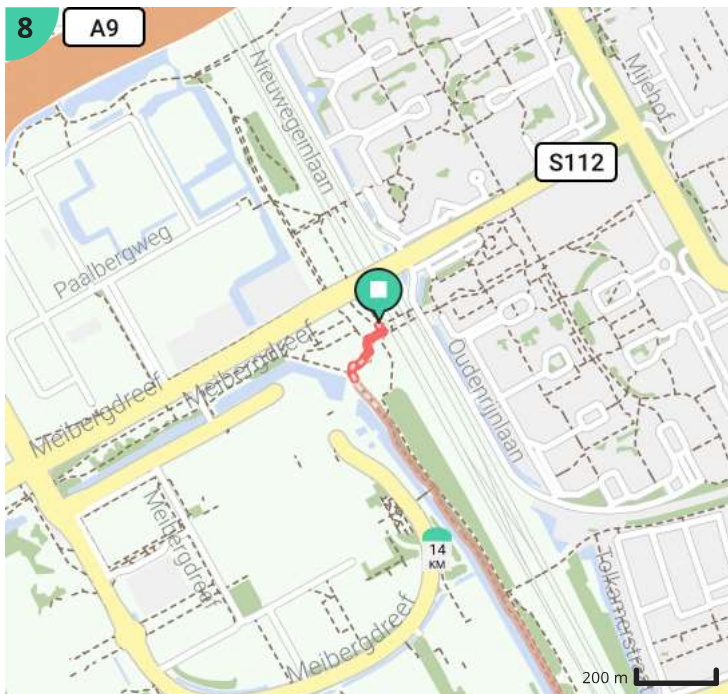 8
A9
Nieuwegeinlaan
Mijehof
S112
Paalbergweg
Meibergdreef
Meibergdreef
Oudenrijnlaan
Meibergdreef
14
KM
Meibergdreef
Tolkamerstraat
200 m